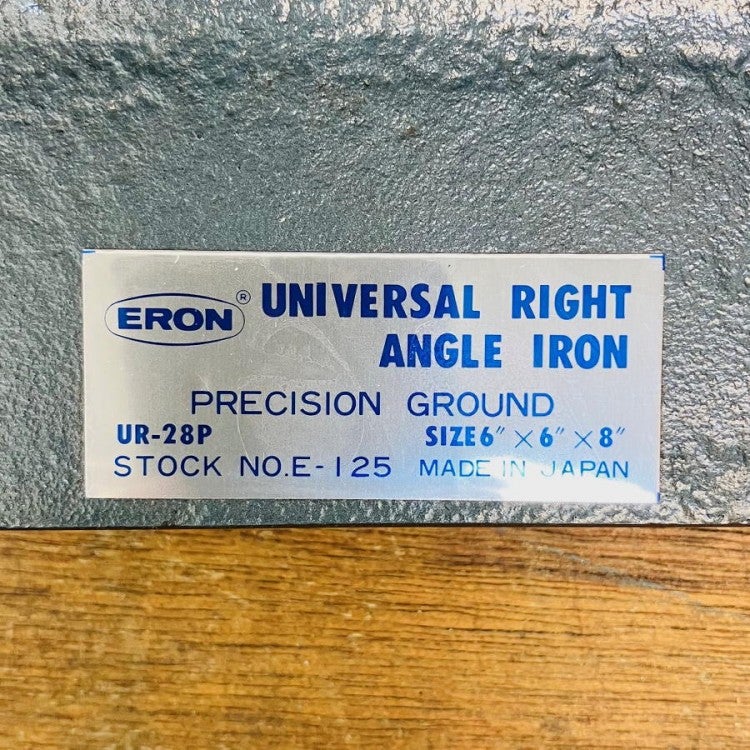 ERON ® UNIVERSAL RIGHT
ANGLE IRON
PRECISION GROUND
UR-28P SIZE 6″ × 6″ × 8″
STOCK NO.E-125 MADE IN JAPAN